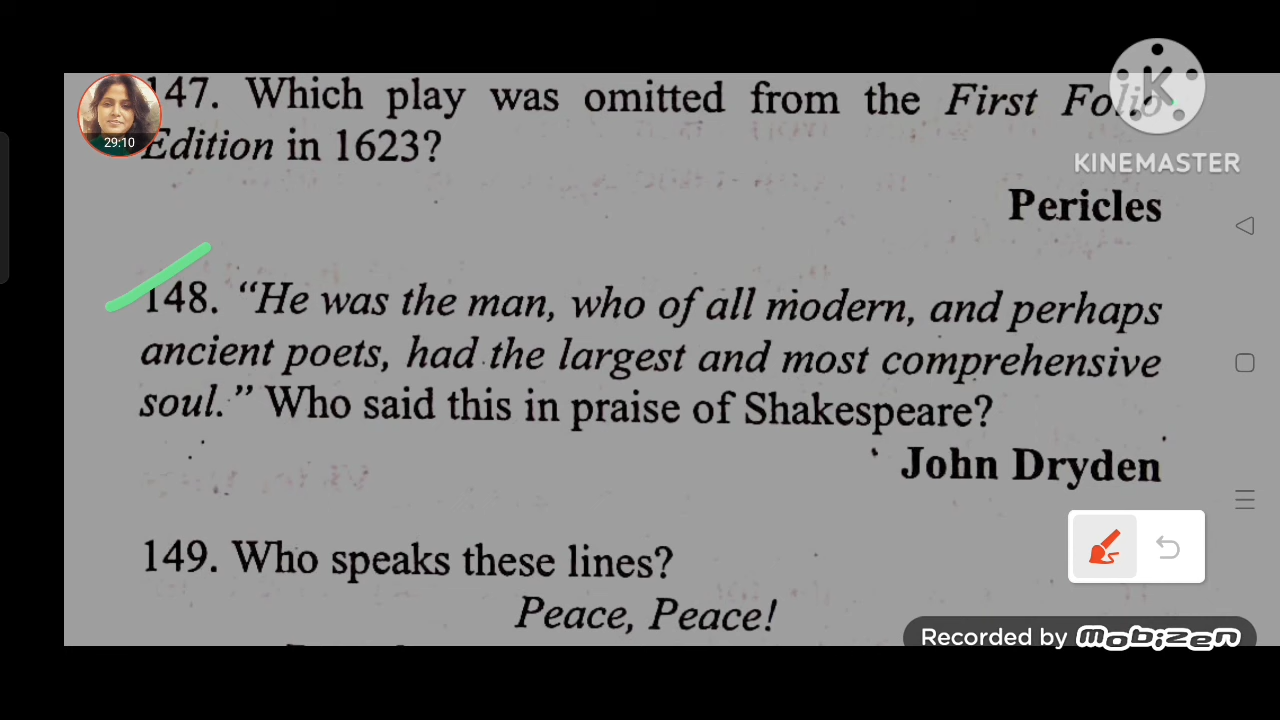 147. Which play was omitted from the First Folio
Edition in 1623?
Pericles
148. "He was the man, who of all modern, and perhaps
ancient poets, had the largest and most comprehensive
soul." Who said this in praise of Shakespeare?
John Dryden
149. Who speaks these lines?
Peace, Peace!
29:10
K
KINEMASTER
Recorded by mobizen